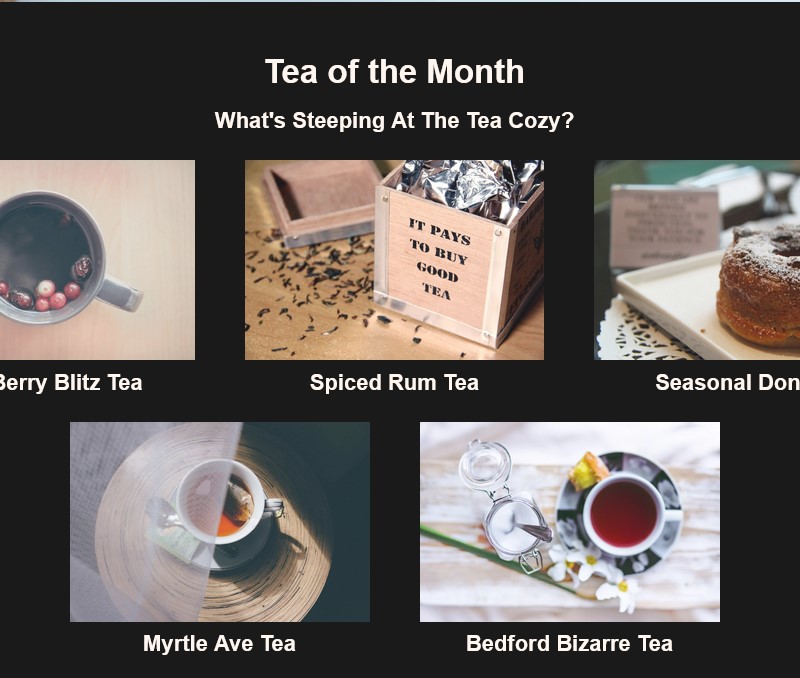 Tea of the Month
What's Steeping At The Tea Cozy?
IT PAYS
TO BUY
GOOD
TEA
Berry Blitz Tea
Spiced Rum Tea
Seasonal Don
Myrtle Ave Tea
Bedford Bizarre Tea